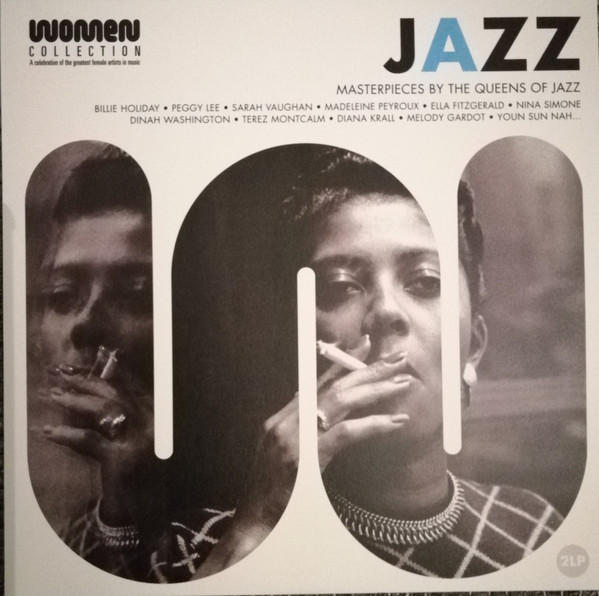 WOMEN
COLLECTION
A celebration of the greatest female artists in music
JAZZ
MASTERPIECES BY THE QUEENS OF JAZZ
BILLIE HOLIDAY • PEGGY LEE • SARAH VAUGHAN • MADELEINE PEYROUX • ELLA FITZGERALD • NINA SIMONE
DINAH WASHINGTON • TEREZ MONTCALM • DIANA KRALL • MELODY GARDOT • YOUN SUN NAH...
2LP